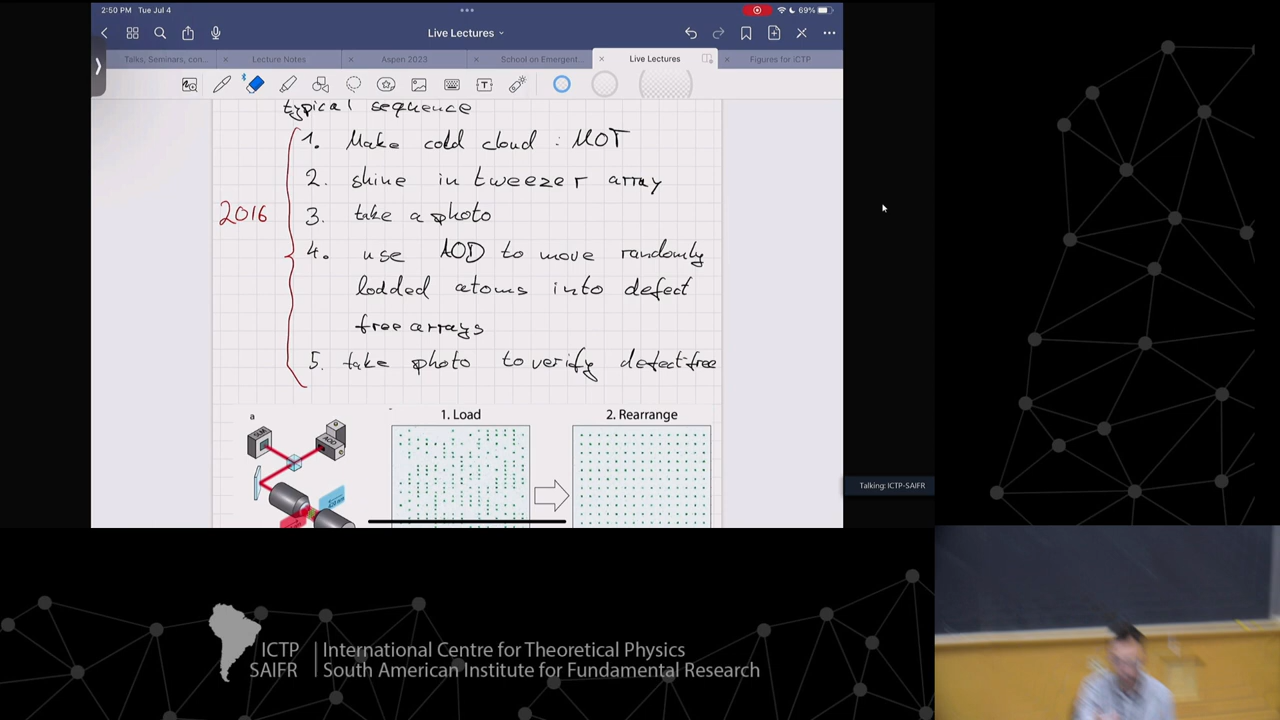 2:50 PM Tue Jul 4
69%
Live Lectures
Talks, Seminars, con...
Lecture Notes
Aspen 2023
School on Emergent...
Live Lectures
Figures for iCTP
typical sequence
1. Make cold cloud : MOT
2. shine in tweezer array
2016
3. take a photo
4. use AOD to move randomly
loaded atoms into defect
free arrays
5. take photo to verify defect-free
a
1. Load
2. Rearrange
SLM
AOD
Talking: ICTP-SAIFR
ICTP
SAIFR
International Centre for Theoretical Physics
South American Institute for Fundamental Research